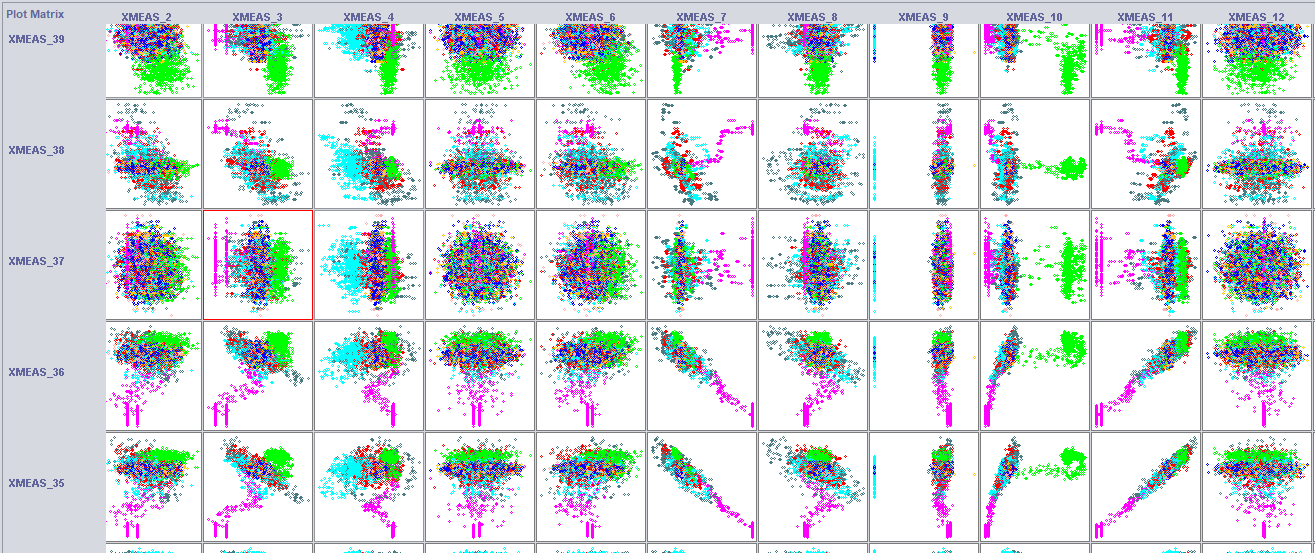 Plot Matrix
XMEAS_2 XMEAS_3 XMEAS_4 XMEAS_5 XMEAS_6 XMEAS_7 XMEAS_8 XMEAS_9 XMEAS_10 XMEAS_11 XMEAS_12
XMEAS_39
XMEAS_38
XMEAS_37
XMEAS_36
XMEAS_35